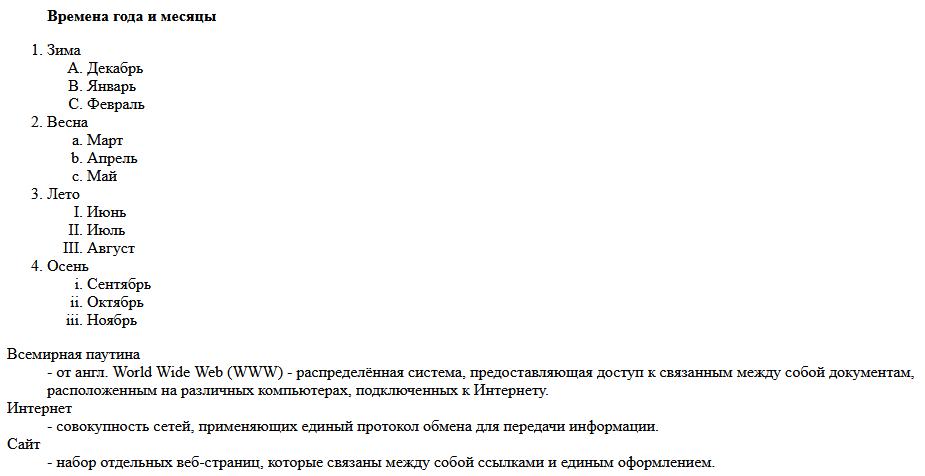 Времена года и месяцы
1. Зима
A. Декабрь
B. Январь
C. Февраль
2. Весна
a. Март
b. Апрель
c. Май
3. Лето
I. Июнь
II. Июль
III. Август
4. Осень
i. Сентябрь
ii. Октябрь
iii. Ноябрь
Всемирная паутина
- от англ. World Wide Web (WWW) - распределённая система, предоставляющая доступ к связанным между собой документам,
расположенным на различных компьютерах, подключенных к Интернету.
Интернет
- совокупность сетей, применяющих единый протокол обмена для передачи информации.
Сайт
- набор отдельных веб-страниц, которые связаны между собой ссылками и единым оформлением.